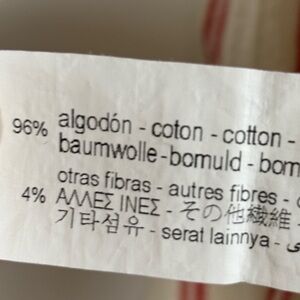 96% algodón - coton - cotton -
baumwolle - bomuld - bom
otras fibras - autres fibres -
4% ΑΛΛΕΣ ΙΝΕΣ - その他繊維 -
기타섬유 - serat lainnya -